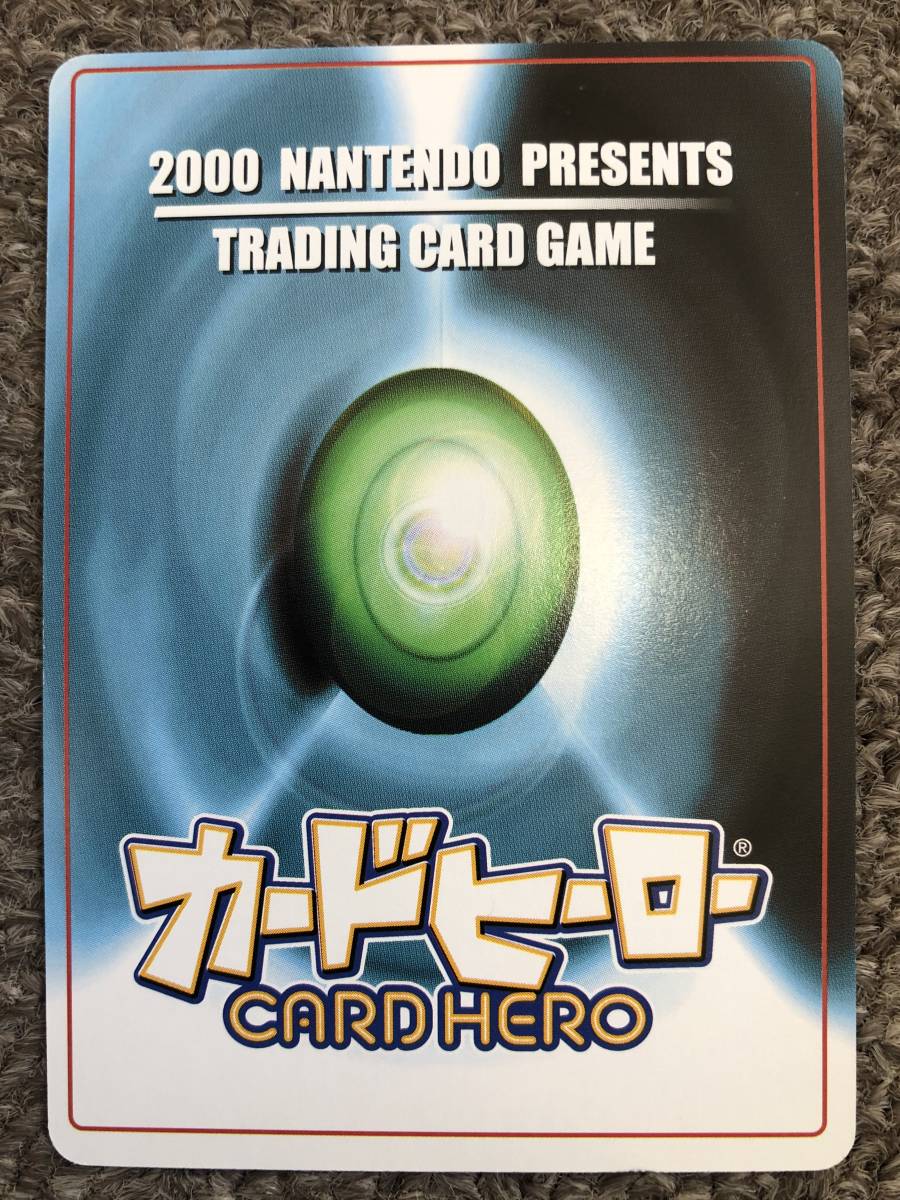 2000 NANTENDO PRESENTS
TRADING CARD GAME
カードヒーロー®
CARD HERO